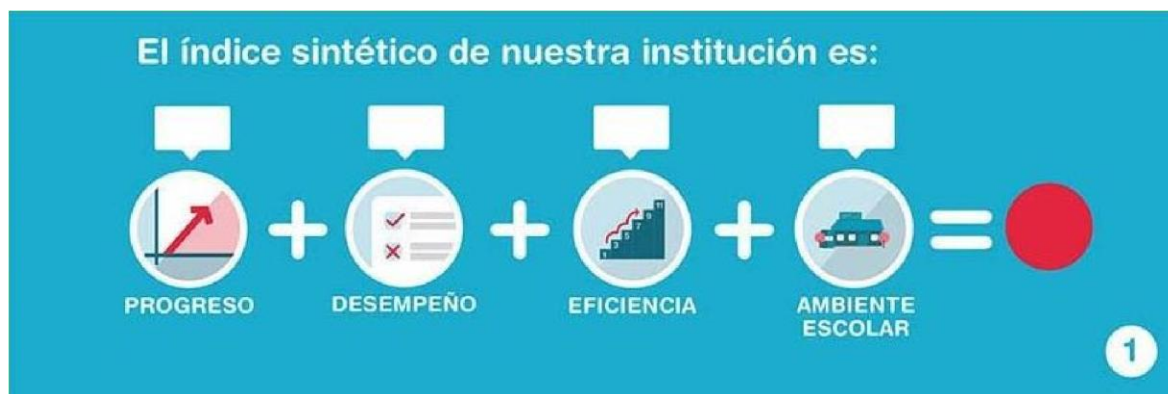 El índice sintético de nuestra institución es:
PROGRESO + DESEMPEÑO + EFICIENCIA + AMBIENTE ESCOLAR =
1